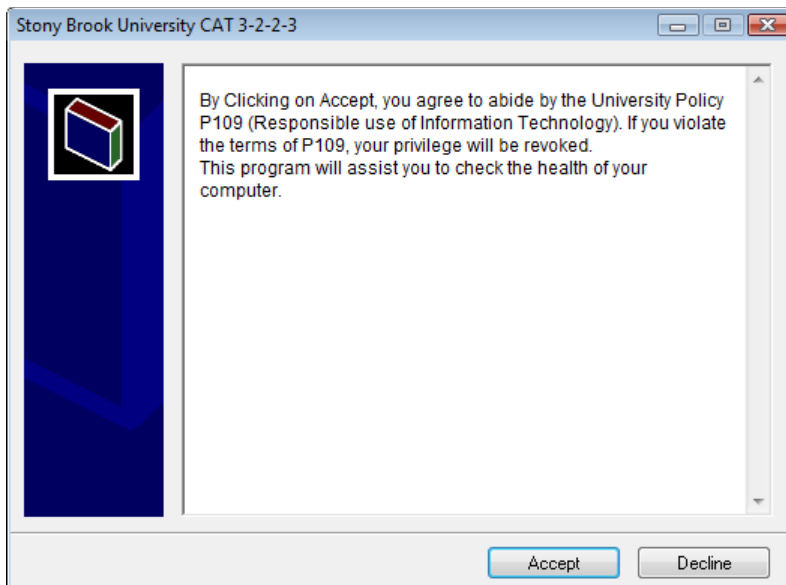 Stony Brook University CAT 3-2-2-3
By Clicking on Accept, you agree to abide by the University Policy
P109 (Responsible use of Information Technology). If you violate
the terms of P109, your privilege will be revoked.
This program will assist you to check the health of your
computer.
Accept
Decline